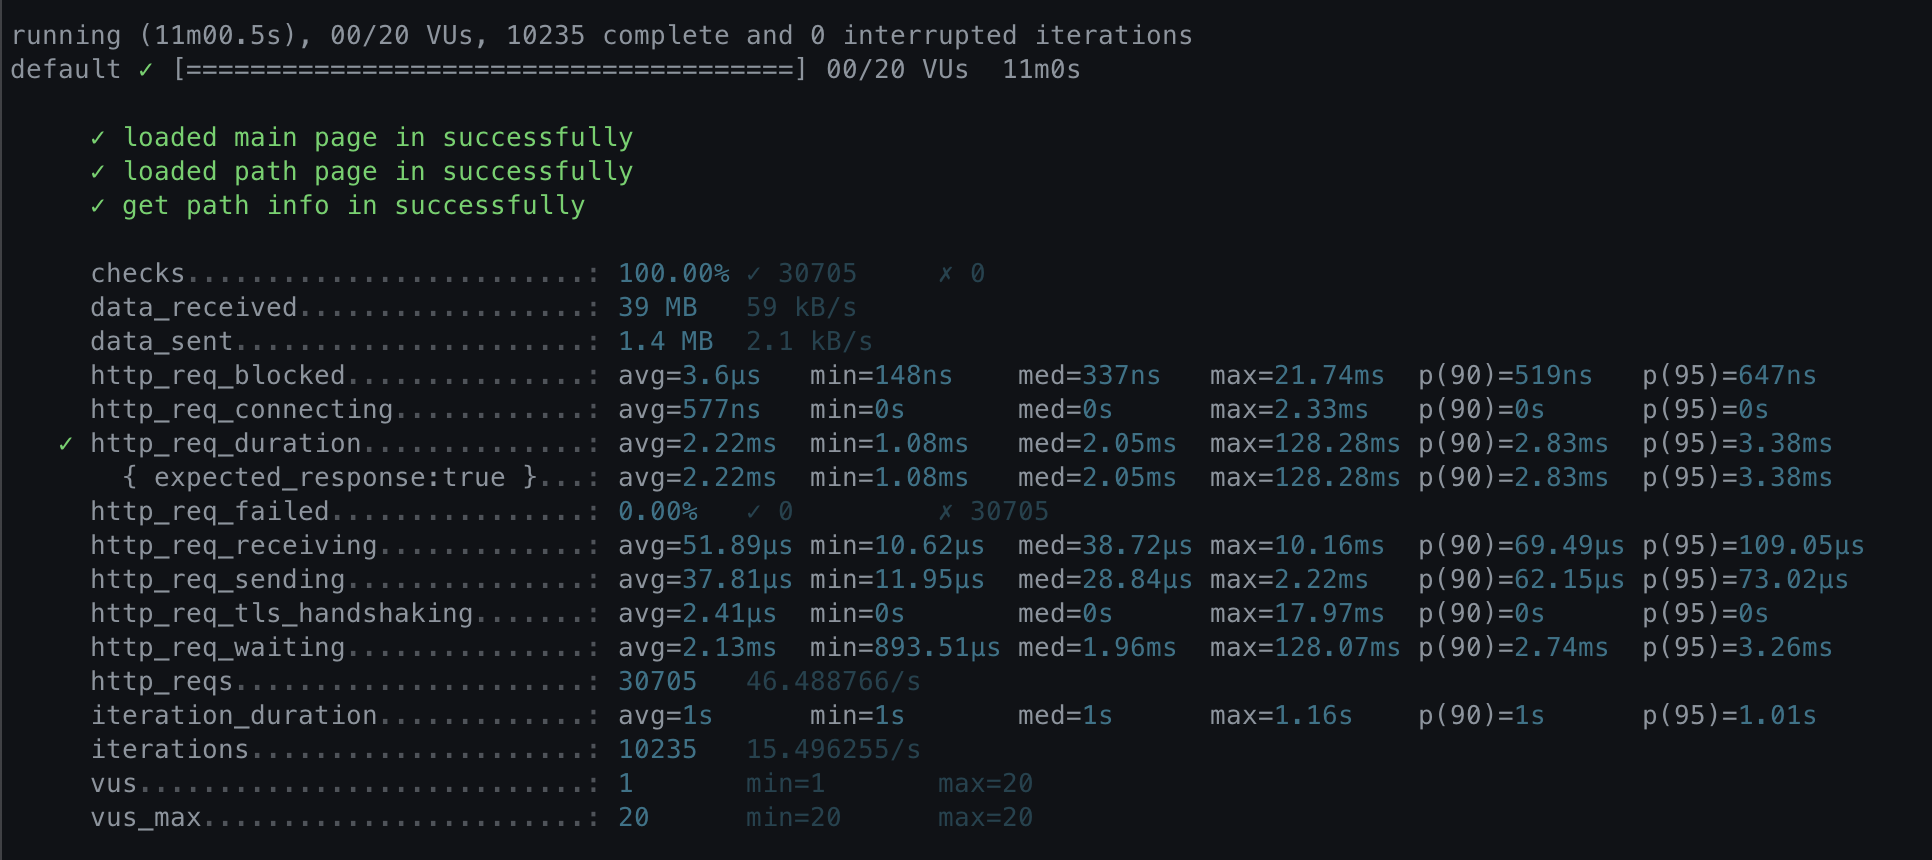 running (11m00.5s), 00/20 VUs, 10235 complete and 0 interrupted iterations
default ✓ [======================================] 00/20 VUs  11m0s

     ✓ loaded main page in successfully
     ✓ loaded path page in successfully
     ✓ get path info in successfully

     checks.........................: 100.00% ✓ 30705     ✗ 0
     data_received..................: 39 MB   59 kB/s
     data_sent......................: 1.4 MB  2.1 kB/s
     http_req_blocked...............: avg=3.6µs   min=148ns    med=337ns   max=21.74ms  p(90)=519ns   p(95)=647ns
     http_req_connecting............: avg=577ns   min=0s       med=0s      max=2.33ms   p(90)=0s      p(95)=0s
   ✓ http_req_duration..............: avg=2.22ms  min=1.08ms   med=2.05ms  max=128.28ms p(90)=2.83ms  p(95)=3.38ms
       { expected_response:true }...: avg=2.22ms  min=1.08ms   med=2.05ms  max=128.28ms p(90)=2.83ms  p(95)=3.38ms
     http_req_failed................: 0.00%   ✓ 0         ✗ 30705
     http_req_receiving.............: avg=51.89µs min=10.62µs  med=38.72µs max=10.16ms  p(90)=69.49µs p(95)=109.05µs
     http_req_sending...............: avg=37.81µs min=11.95µs  med=28.84µs max=2.22ms   p(90)=62.15µs p(95)=73.02µs
     http_req_tls_handshaking.......: avg=2.41µs  min=0s       med=0s      max=17.97ms  p(90)=0s      p(95)=0s
     http_req_waiting...............: avg=2.13ms  min=893.51µs med=1.96ms  max=128.07ms p(90)=2.74ms  p(95)=3.26ms
     http_reqs......................: 30705   46.488766/s
     iteration_duration.............: avg=1s      min=1s       med=1s      max=1.16s    p(90)=1s      p(95)=1.01s
     iterations.....................: 10235   15.496255/s
     vus............................: 1       min=1       max=20
     vus_max........................: 20      min=20      max=20